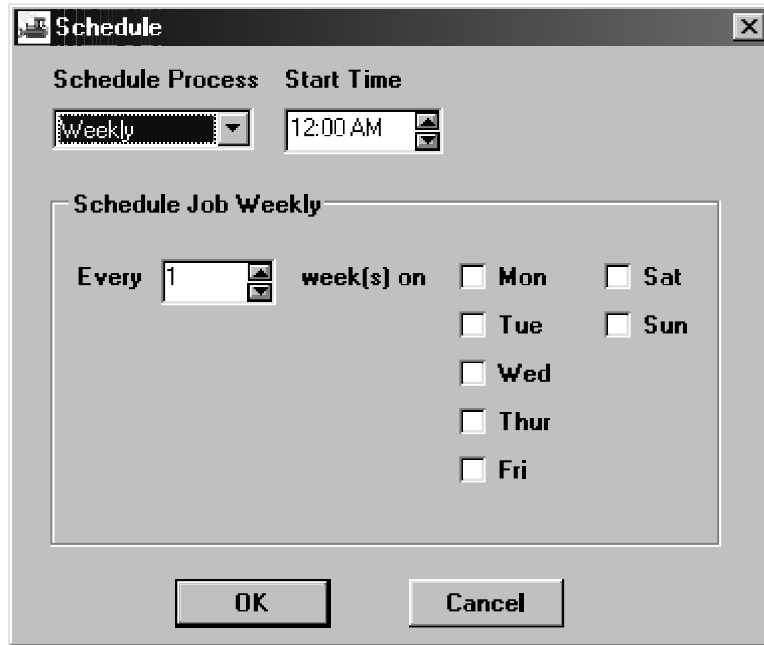 Schedule
Schedule Process Start Time
Weekly 12:00 AM
Schedule Job Weekly
Every 1 week(s) on Mon Sat
Tue Sun
Wed
Thur
Fri
OK Cancel